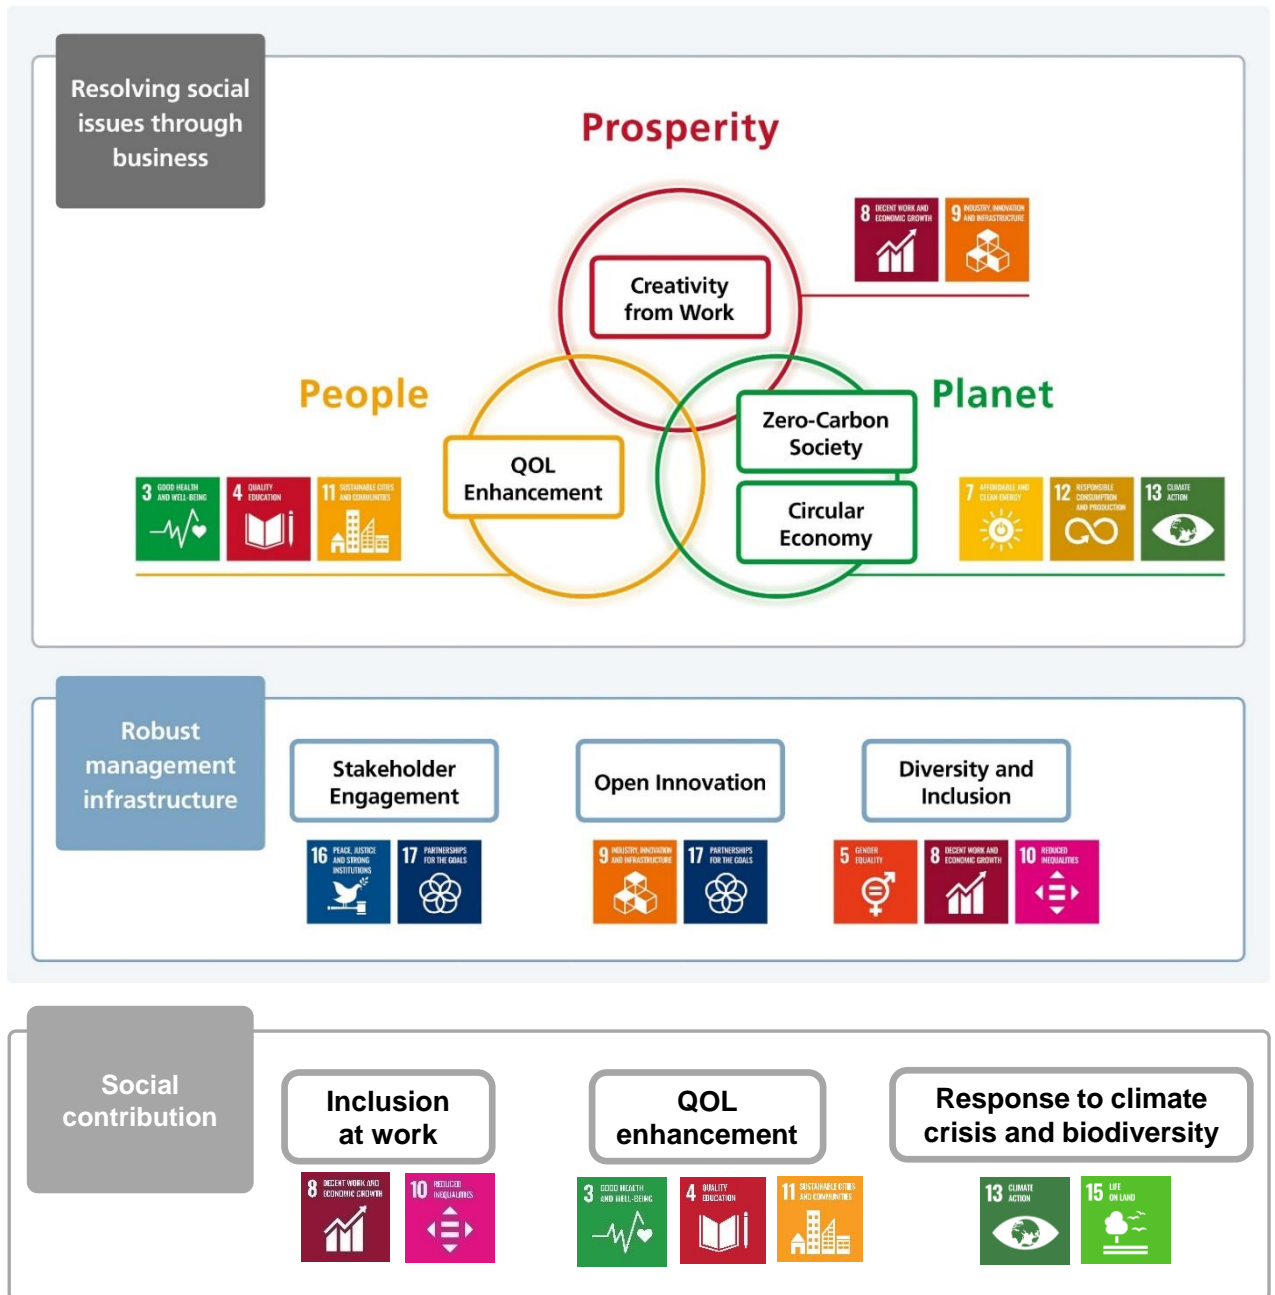 Resolving social
issues through
business
Prosperity
8 DECENT WORK AND
ECONOMIC GROWTH
9 INDUSTRY, INNOVATION
AND INFRASTRUCTURE
Creativity
from Work
People
Planet
Zero-Carbon
Society
QOL
Enhancement
3 GOOD HEALTH
AND WELL-BEING
4 QUALITY
EDUCATION
11 SUSTAINABLE CITIES
AND COMMUNITIES
Circular
Economy
7 AFFORDABLE AND
CLEAN ENERGY
12 RESPONSIBLE
CONSUMPTION
AND PRODUCTION
13 CLIMATE
ACTION
Robust
management
infrastructure
Stakeholder
Engagement
Open Innovation
Diversity and
Inclusion
16 PEACE, JUSTICE
AND STRONG
INSTITUTIONS
17 PARTNERSHIPS
FOR THE GOALS
9 INDUSTRY, INNOVATION
AND INFRASTRUCTURE
17 PARTNERSHIPS
FOR THE GOALS
5 GENDER
EQUALITY
8 DECENT WORK AND
ECONOMIC GROWTH
10 REDUCED
INEQUALITIES
Social
contribution
Inclusion
at work
QOL
enhancement
Response to climate
crisis and biodiversity
8 DECENT WORK AND
ECONOMIC GROWTH
10 REDUCED
INEQUALITIES
3 GOOD HEALTH
AND WELL-BEING
4 QUALITY
EDUCATION
11 SUSTAINABLE CITIES
AND COMMUNITIES
13 CLIMATE
ACTION
15 LIFE
ON LAND